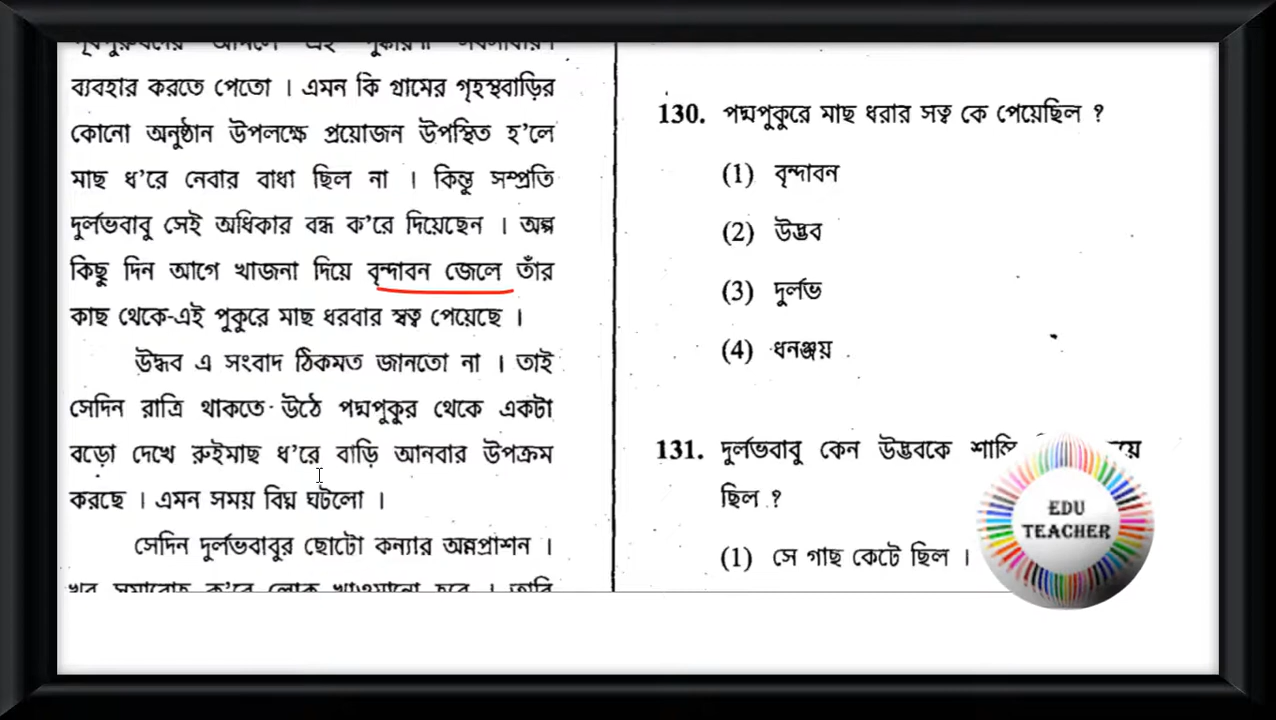 ব্যবহার করতে পেতো । এমন কি গ্রামের গৃহস্থবাড়ির
কোনো অনুষ্ঠান উপলক্ষে প্রয়োজন উপস্থিত হ’লে
মাছ ধ’রে নেবার বাধা ছিল না । কিন্তু সম্প্রতি
দুর্লভবাবু সেই অধিকার বন্ধ ক’রে দিয়েছেন । অল্প
কিছু দিন আগে খাজনা দিয়ে বৃন্দাবন জেলে তাঁর
কাছ থেকে-এই পুকুরে মাছ ধরবার স্বত্ব পেয়েছে ।
উদ্ধব এ সংবাদ ঠিকমত জানতো না । তাই
সেদিন রাত্রি থাকতে উঠে পদ্মপুকুর থেকে একটা
বড়ো দেখে রুইমাছ ধ’রে বাড়ি আনবার উপক্রম
করছে । এমন সময় বিঘ্ন ঘটলো ।
সেদিন দুর্লভবাবুর ছোটো কন্যার অন্নপ্রাশন ।
130. পদ্মপুকুরে মাছ ধরার সত্ব কে পেয়েছিল ?
(1) বৃন্দাবন
(2) উদ্ভব
(3) দুর্লভ
(4) ধনঞ্জয়
131. দুর্লভবাবু কেন উদ্ভবকে
ছিল ?
(1) সে গাছ কেটে ছিল ।
EDU
TEACHER